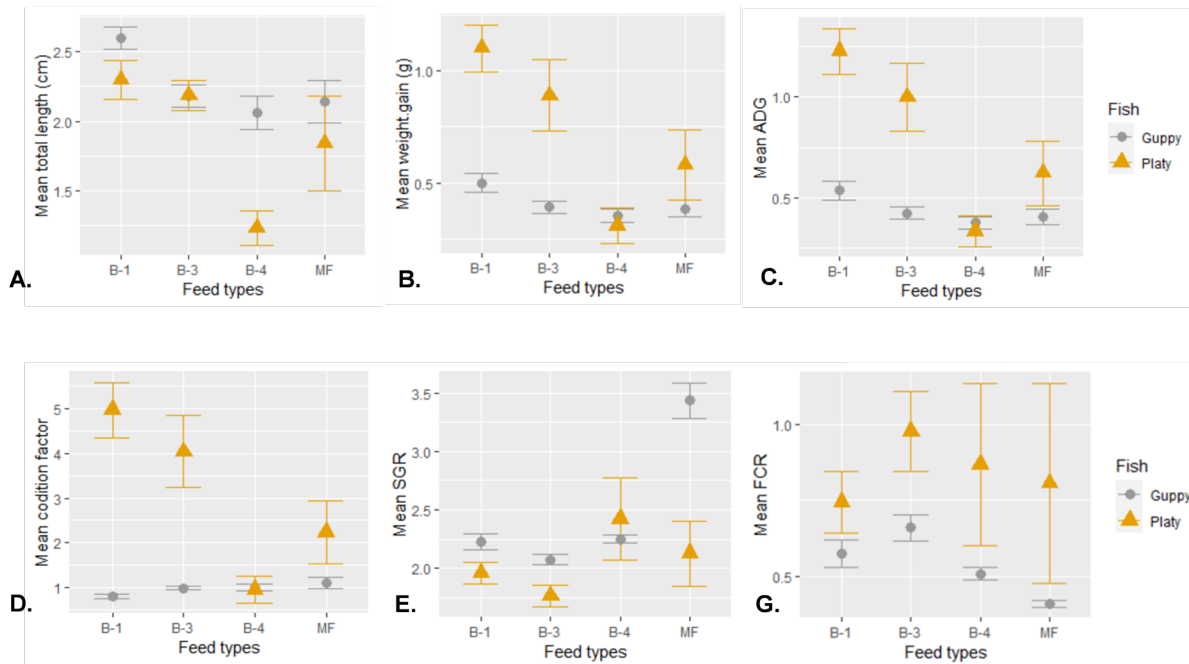 Mean total length (cm)
2.5
2.0
1.5
B-1 B-3 B-4 MF
Feed types
A.
Mean weight.gain (g)
1.0
0.5
B-1 B-3 B-4 MF
Feed types
B.
Mean ADG
1.0
0.5
B-1 B-3 B-4 MF
Feed types
C.
Fish
Guppy
Platy
Mean codition factor
5
4
3
2
1
B-1 B-3 B-4 MF
Feed types
D.
Mean SGR
3.5
3.0
2.5
2.0
B-1 B-3 B-4 MF
Feed types
E.
Mean FCR
1.0
0.5
B-1 B-3 B-4 MF
Feed types
G.
Fish
Guppy
Platy